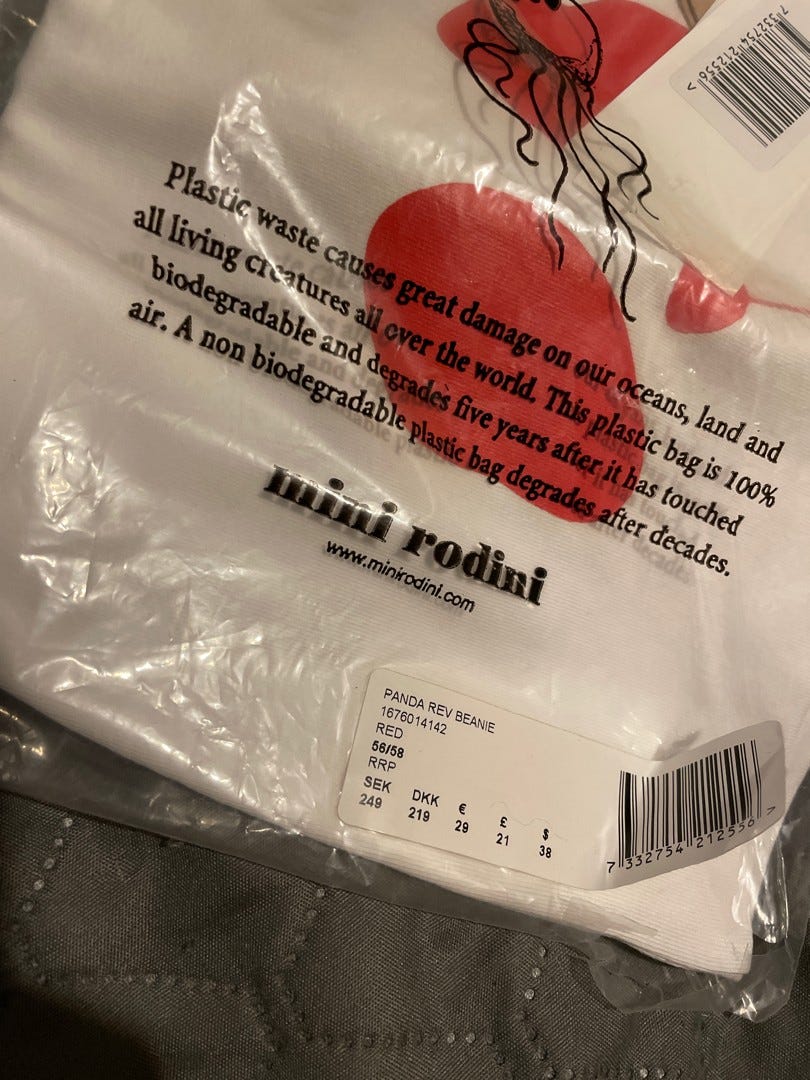 7332754212556 >
Plastic waste causes great damage on our oceans, land and
all living creatures all over the world. This plastic bag is 100%
biodegradable and degrades five years after it has touched
air. A non biodegradable plastic bag degrades after decades.
mini rodini
www.minirodini.com
PANDA REV BEANIE
1676014142
RED
56/58
RRP
SEK DKK € £ $
249 219 29 21 38
7 332754 212556 >